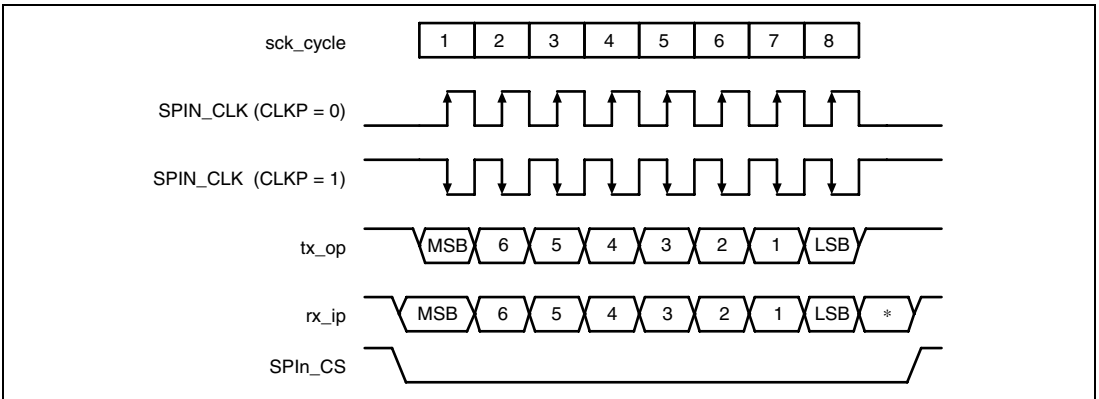 sck_cycle 1 2 3 4 5 6 7 8
SPIN_CLK (CLKP = 0)
SPIN_CLK (CLKP = 1)
tx_op MSB 6 5 4 3 2 1 LSB
rx_ip MSB 6 5 4 3 2 1 LSB *
SPIn_CS